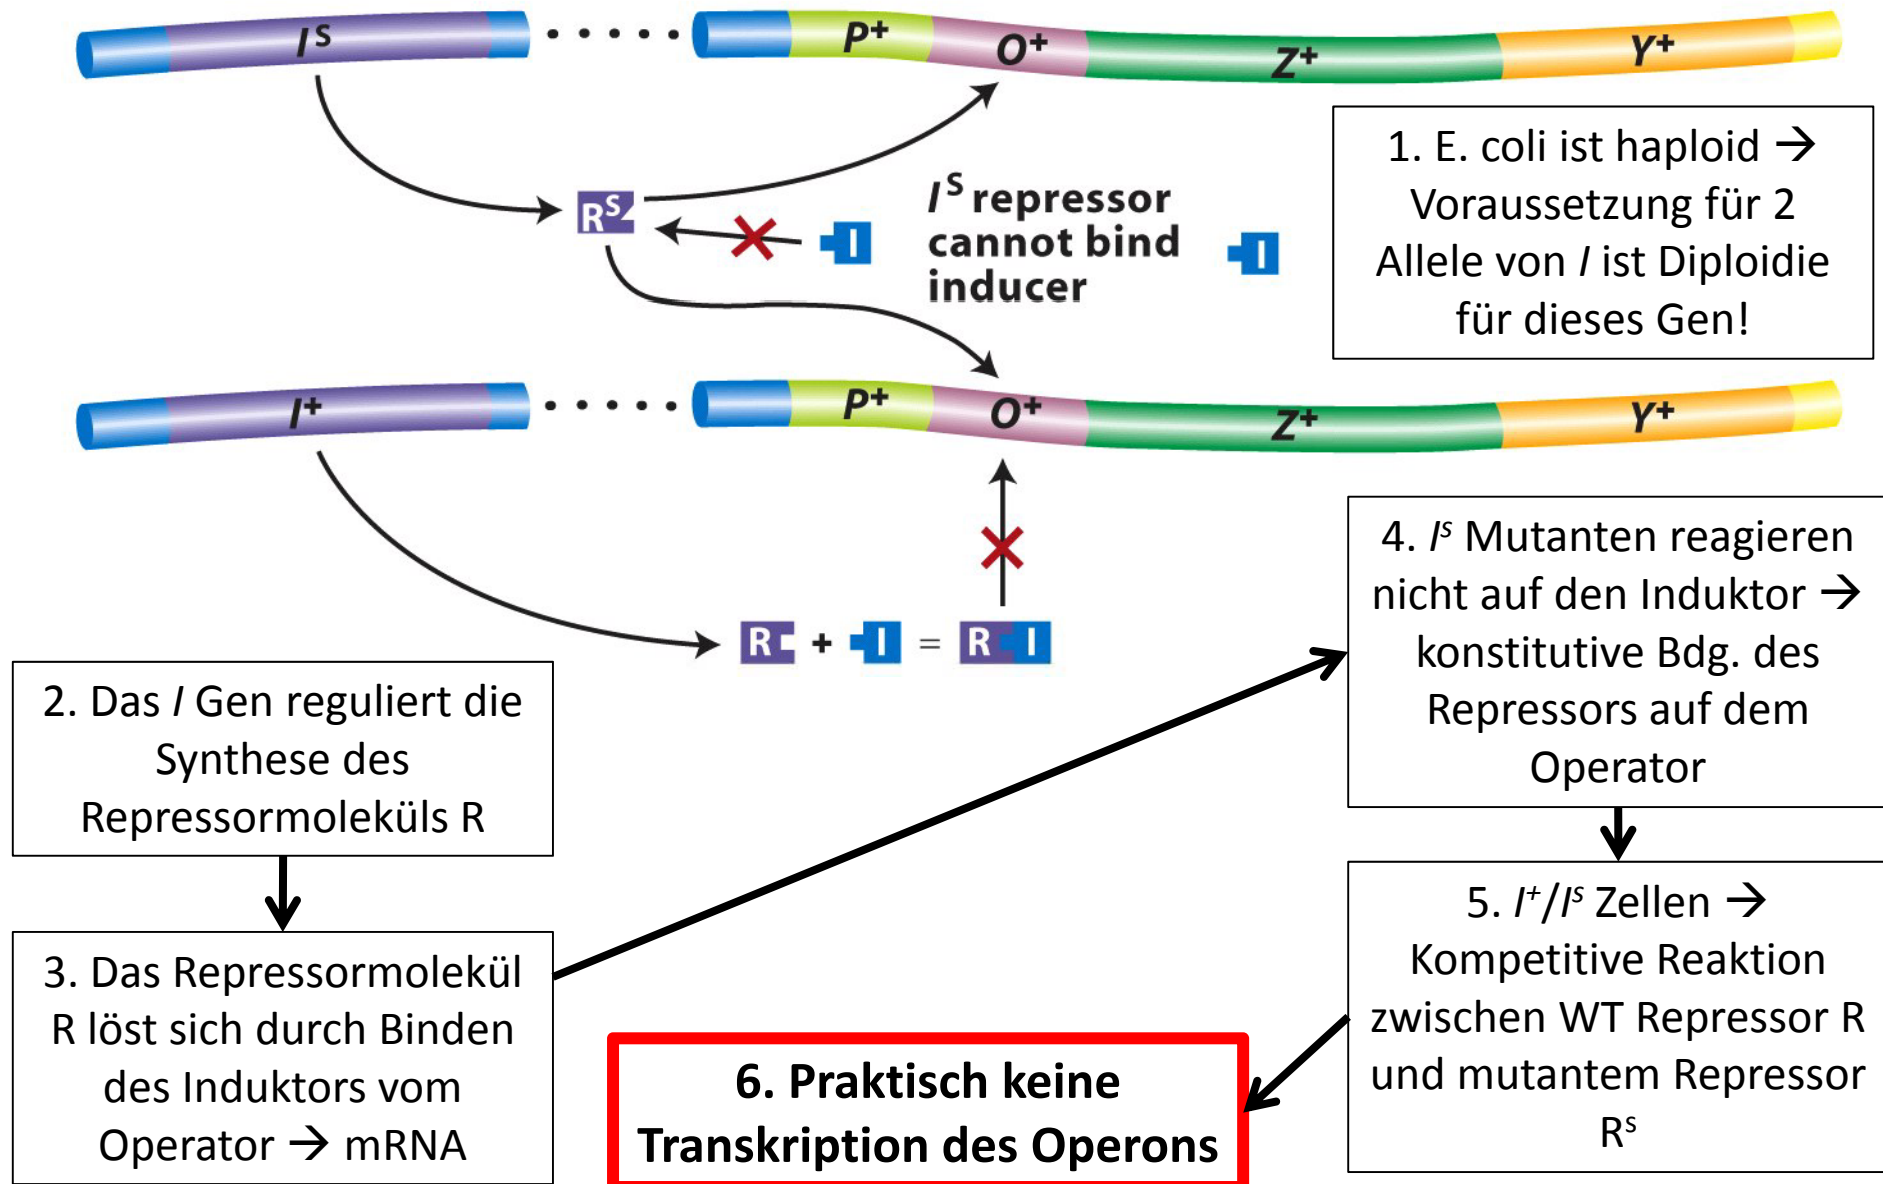 I^S
P⁺
O⁺
Z⁺
Y⁺
1. E. coli ist haploid →
Voraussetzung für 2
Allele von I ist Diploidie
für dieses Gen!
R^S
I
I^S repressor
cannot bind
inducer
I
I⁺
P⁺
O⁺
Z⁺
Y⁺
R + I = R I
2. Das I Gen reguliert die
Synthese des
Repressormoleküls R
3. Das Repressormolekül
R löst sich durch Binden
des Induktors vom
Operator → mRNA
4. I^s Mutanten reagieren
nicht auf den Induktor →
konstitutive Bdg. des
Repressors auf dem
Operator
5. I⁺/I^s Zellen →
Kompetitive Reaktion
zwischen WT Repressor R
und mutantem Repressor
R^s
6. Praktisch keine
Transkription des Operons